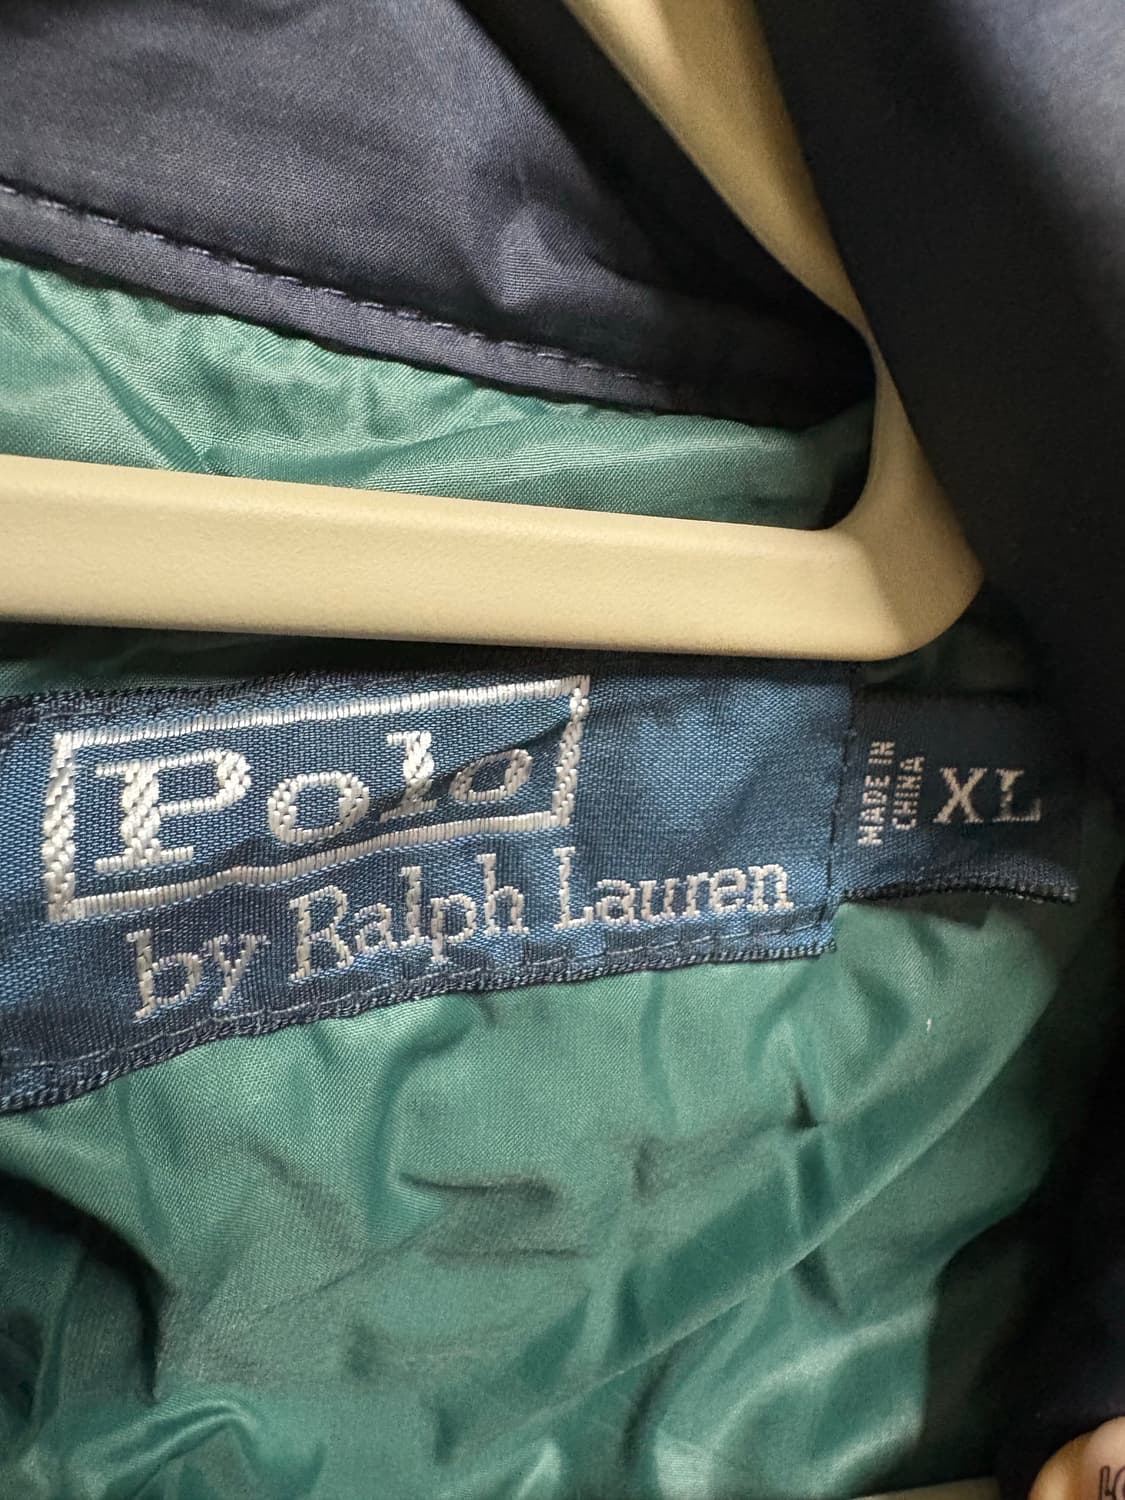 Polo
by Ralph Lauren
MADE IN
CHINA
XL